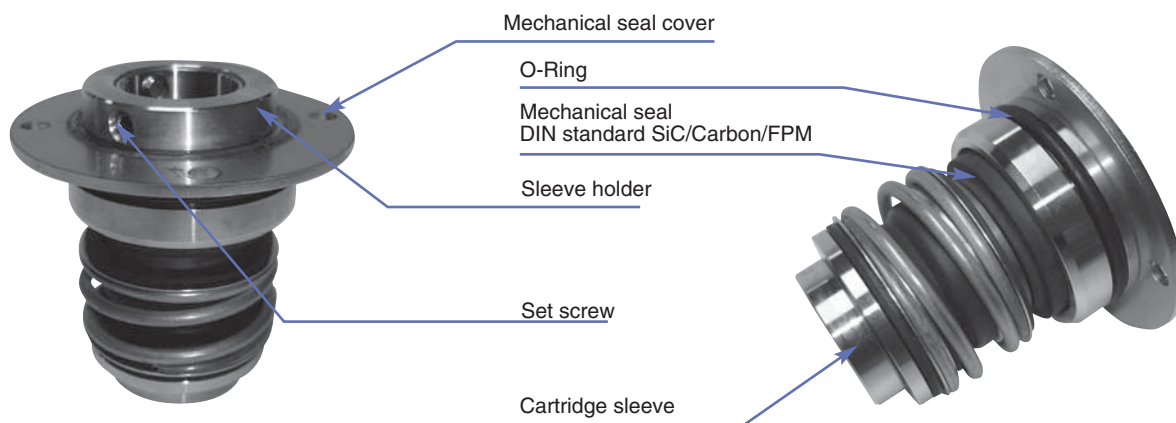 Mechanical seal cover
O-Ring
Mechanical seal
DIN standard SiC/Carbon/FPM
Sleeve holder
Set screw
Cartridge sleeve